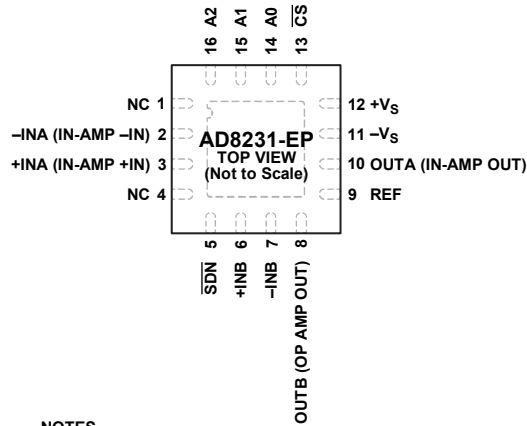 16 A2
15 A1
14 A0
13 C̅S̅
NC 1
–INA (IN-AMP –IN) 2
+INA (IN-AMP +IN) 3
NC 4
AD8231-EP
TOP VIEW
(Not to Scale)
12 +VS
11 –VS
10 OUTA (IN-AMP OUT)
9 REF
S̅D̅N̅ 5
+INB 6
–INB 7
OUTB (OP AMP OUT) 8
NOTES